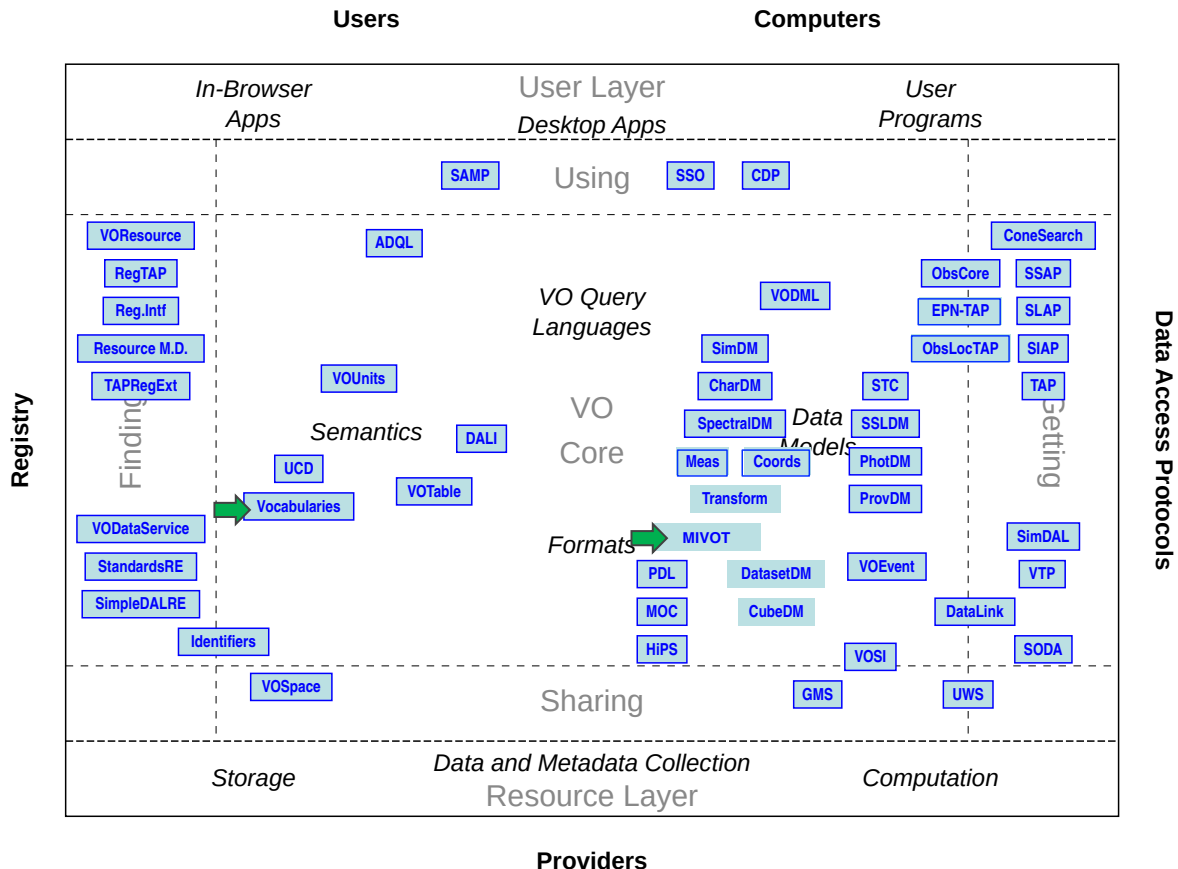 Users
Computers
In-Browser
Apps
User Layer
Desktop Apps
User
Programs
SAMP
Using
SSO
CDP
VOResource
RegTAP
Reg.Intf
Resource M.D.
TAPRegExt
Finding
Registry
VODataService
StandardsRE
SimpleDALRE
Identifiers
ADQL
VOUnits
Semantics
DALI
UCD
VOTable
Vocabularies
VO Query
Languages
VO
Core
Formats
VODML
SimDM
CharDM
SpectralDM
Data
Models
Meas
Coords
Transform
MIVOT
PDL
DatasetDM
MOC
CubeDM
HiPS
STC
SSLDM
PhotDM
ProvDM
VOEvent
VOSI
ObsCore
EPN-TAP
ObsLocTAP
DataLink
ConeSearch
SSAP
SLAP
SIAP
TAP
Getting
Data Access Protocols
SimDAL
VTP
SODA
VOSpace
Sharing
GMS
UWS
Storage
Data and Metadata Collection
Computation
Resource Layer
Providers